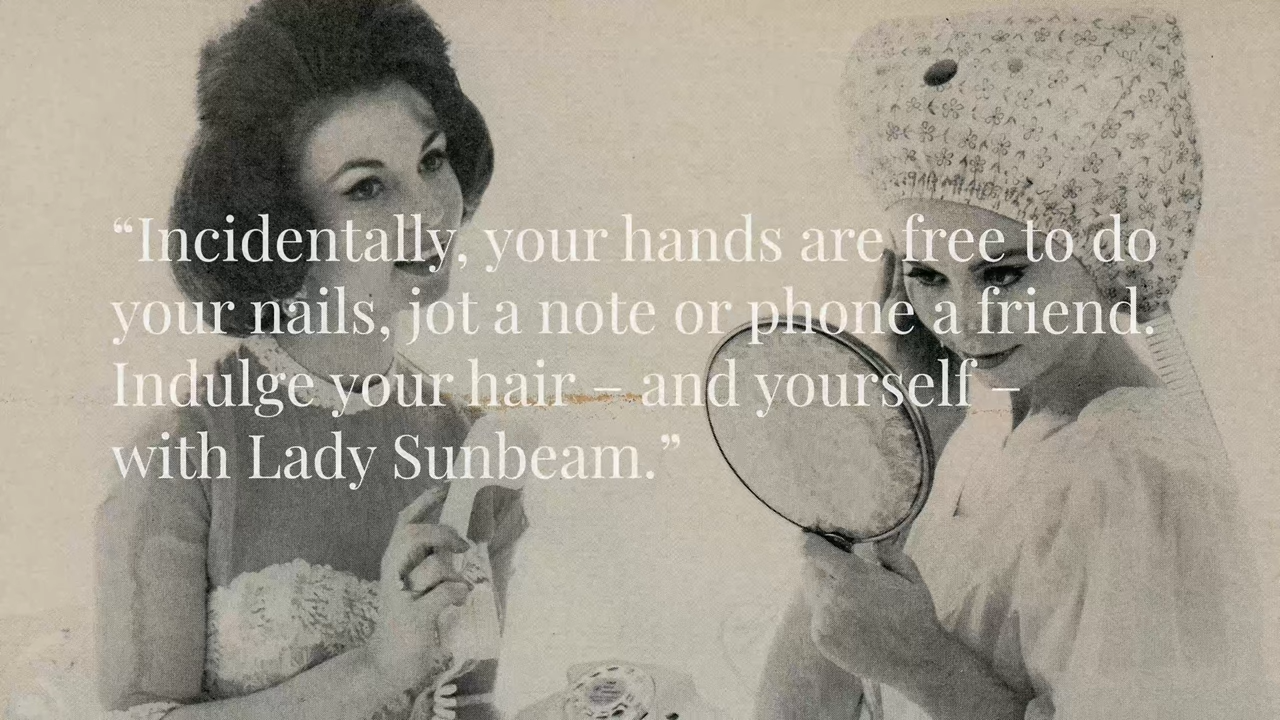 “Incidentally, your hands are free to do
your nails, jot a note or phone a friend.
Indulge your hair – and yourself –
with Lady Sunbeam.”